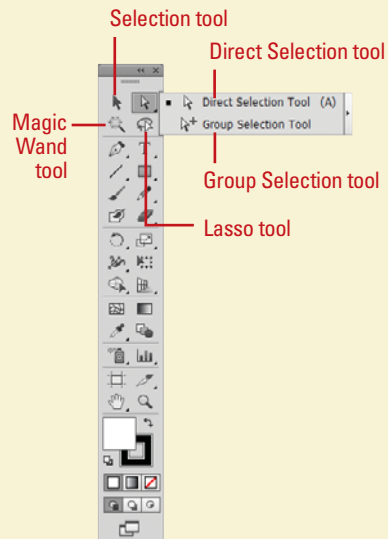 Selection tool
Direct Selection tool
Direct Selection Tool (A)
Group Selection Tool
Magic
Wand
tool
Group Selection tool
Lasso tool